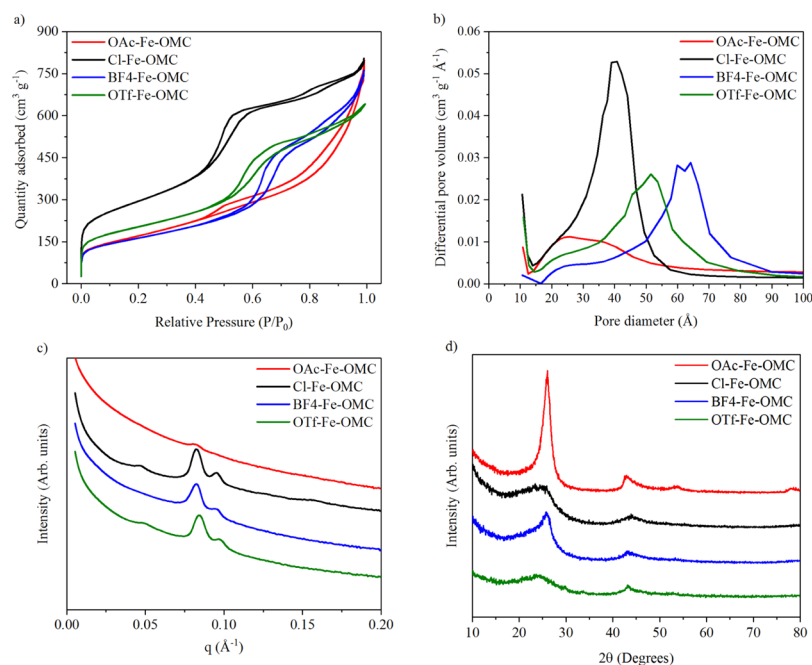 a)
900
750
600
450
300
150
0
Quantity adsorbed (cm³ g⁻¹)
OAc-Fe-OMC
Cl-Fe-OMC
BF4-Fe-OMC
OTf-Fe-OMC
0.0 0.2 0.4 0.6 0.8 1.0
Relative Pressure (P/P₀)
b)
0.06
0.05
0.04
0.03
0.02
0.01
0.00
Differential pore volume (cm³ g⁻¹ Å⁻¹)
OAc-Fe-OMC
Cl-Fe-OMC
BF4-Fe-OMC
OTf-Fe-OMC
0 10 20 30 40 50 60 70 80 90 100
Pore diameter (Å)
c)
Intensity (Arb. units)
OAc-Fe-OMC
Cl-Fe-OMC
BF4-Fe-OMC
OTf-Fe-OMC
0.00 0.05 0.10 0.15 0.20
q (Å⁻¹)
d)
Intensity (Arb. units)
OAc-Fe-OMC
Cl-Fe-OMC
BF4-Fe-OMC
OTf-Fe-OMC
10 20 30 40 50 60 70 80
2θ (Degrees)